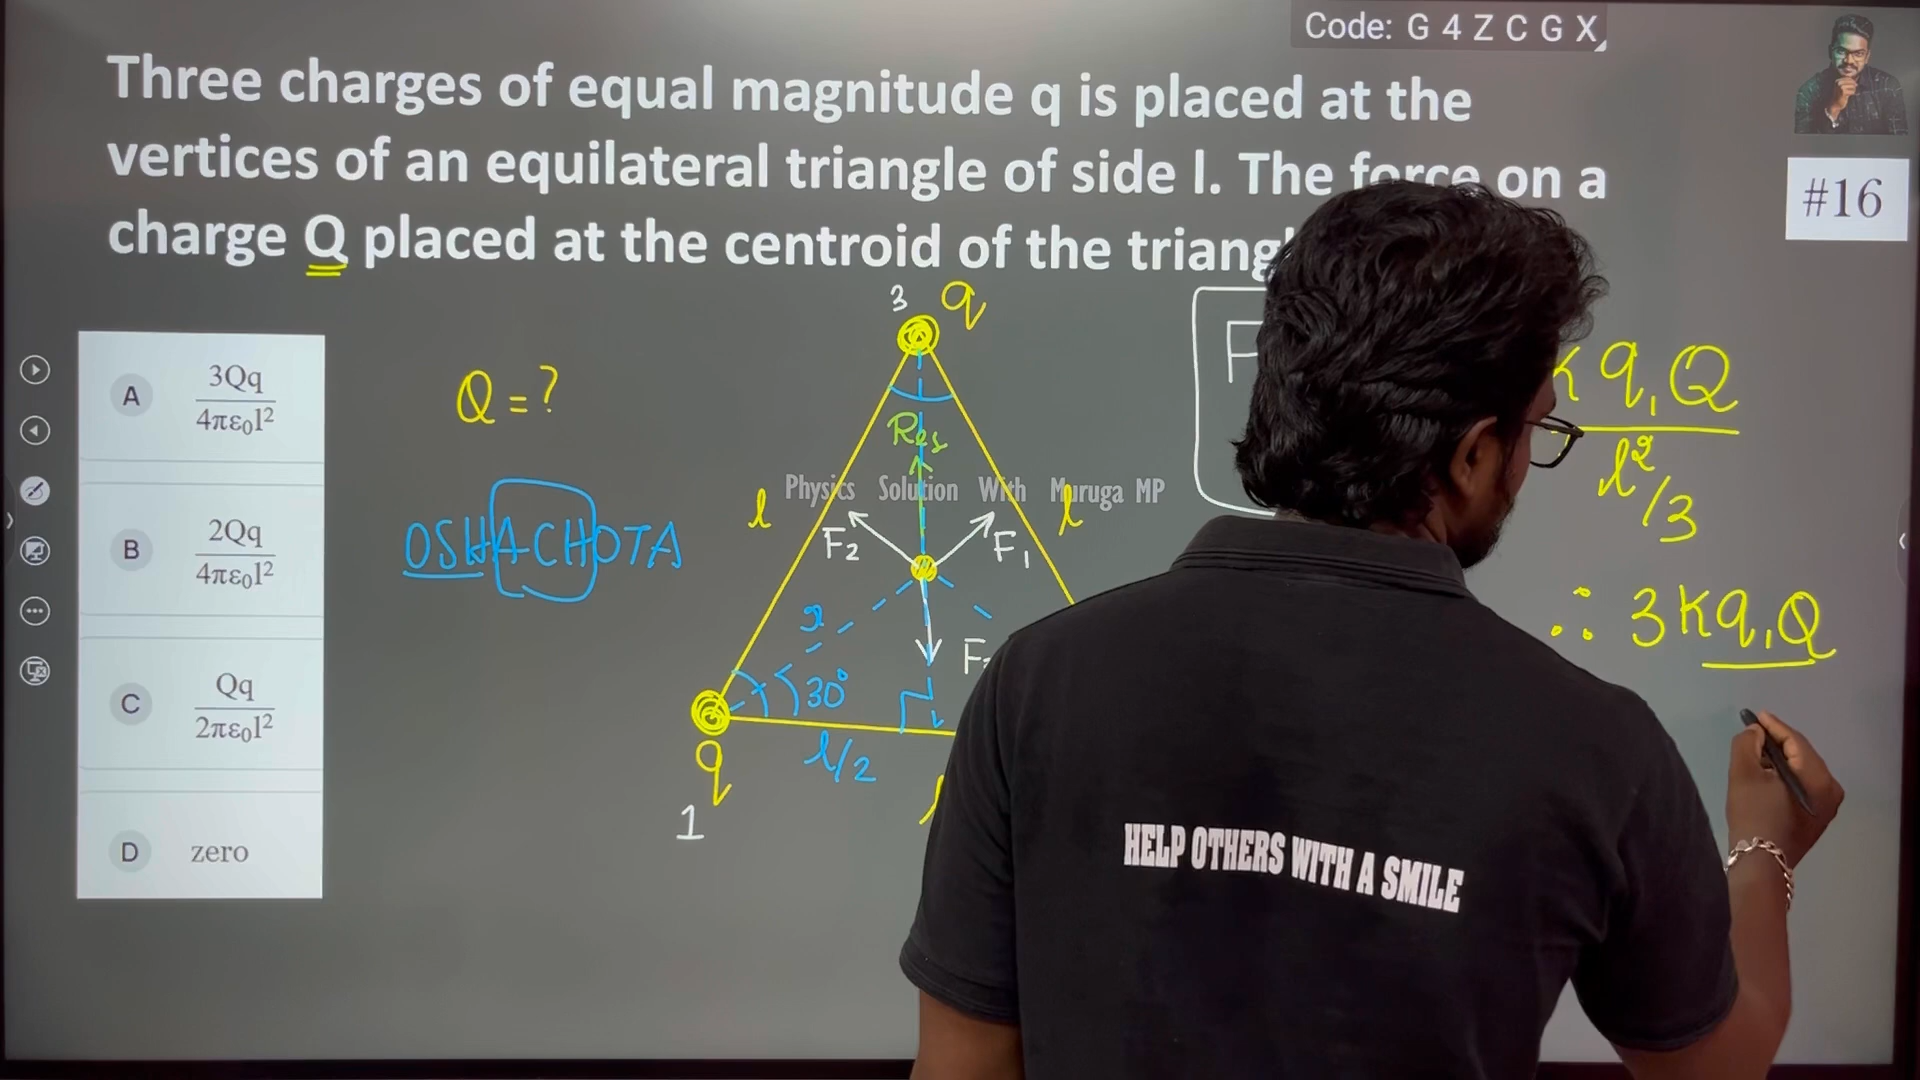 Code: G 4 Z C G X
Three charges of equal magnitude q is placed at the
vertices of an equilateral triangle of side l. The force on a
charge Q placed at the centroid of the triang
#16
A 3Qq/4πε₀l²
B 2Qq/4πε₀l²
C Qq/2πε₀l²
D zero
Q = ?
OSHACHOTA
3 q
Res
l l
Physics Solution With Muruga MP
F₂ F₁
x
F
30°
l/2
q
1
F
K q₁Q
l²/3
∴ 3Kq₁Q
HELP OTHERS WITH A SMILE